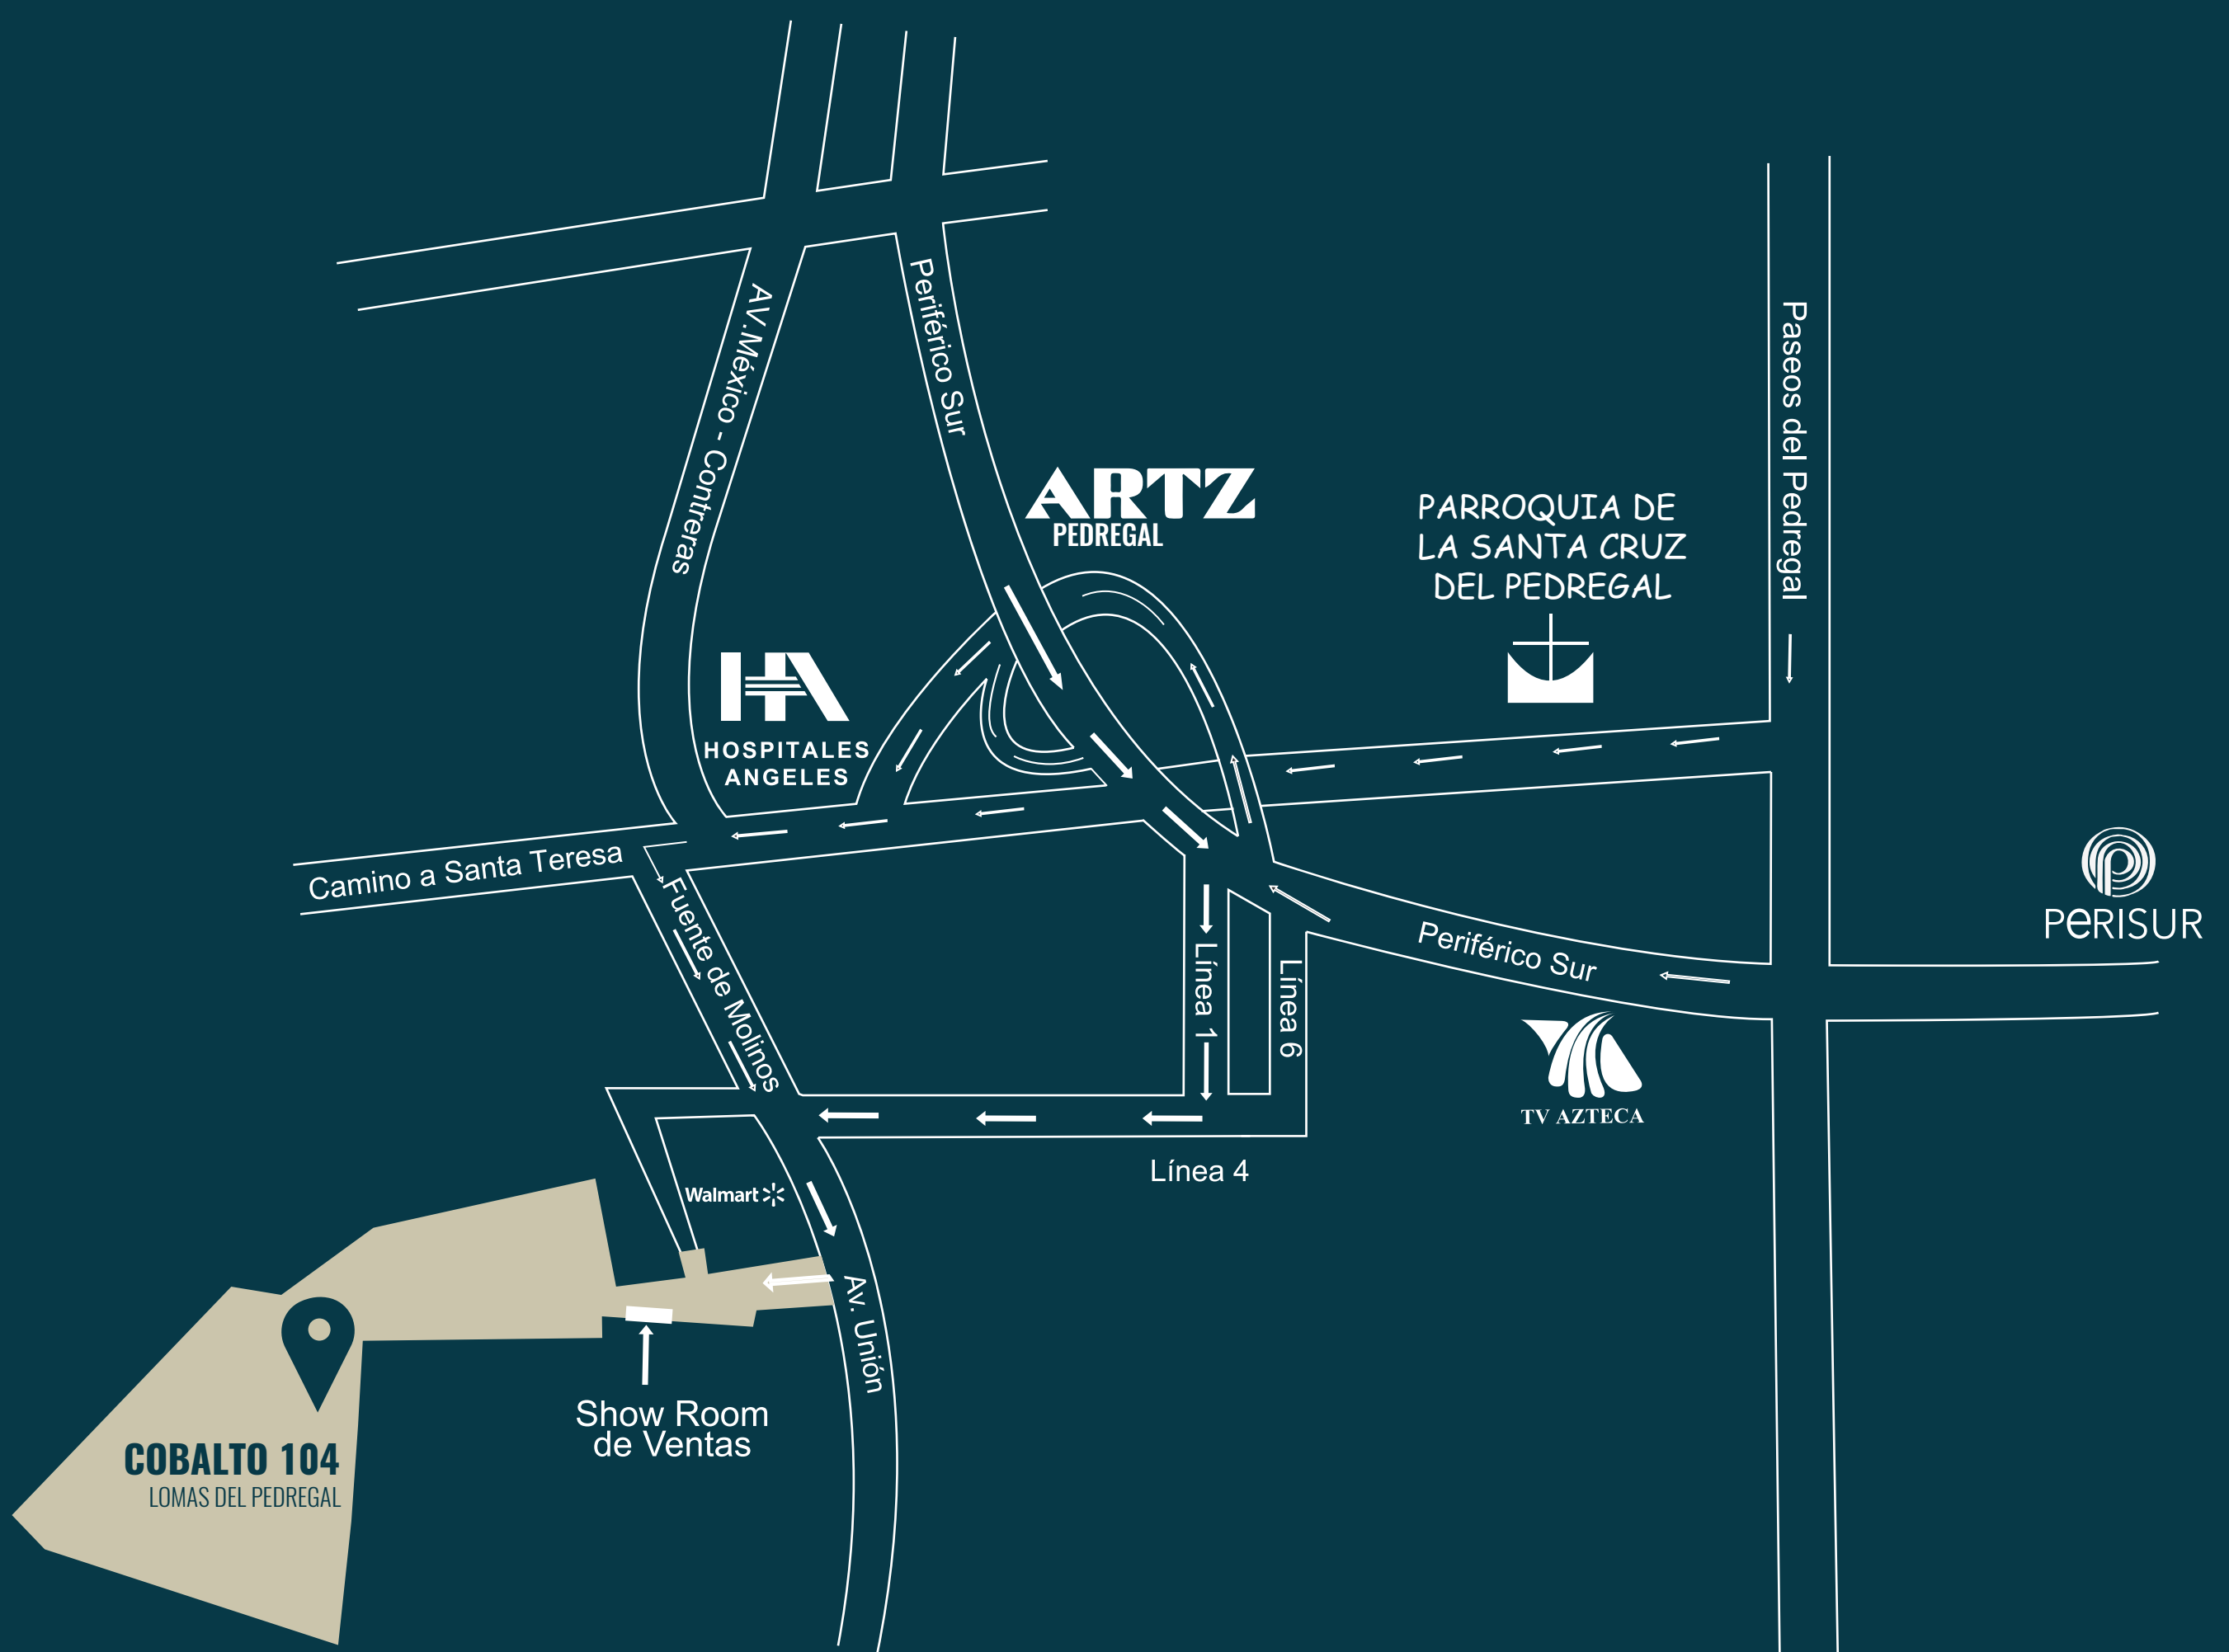 AV.México - Contreras
Periférico Sur
Paseos del Pedregal
ARTZ
PEDREGAL
PARROQUIA DE
LA SANTA CRUZ
DEL PEDREGAL
HA
HOSPITALES
ANGELES
Camino a Santa Teresa
Fuente de Molinos
PERISUR
Periférico Sur
Línea 1
Línea 6
TV AZTECA
Línea 4
Walmart
Av. Unión
Show Room
de Ventas
COBALTO 104
LOMAS DEL PEDREGAL